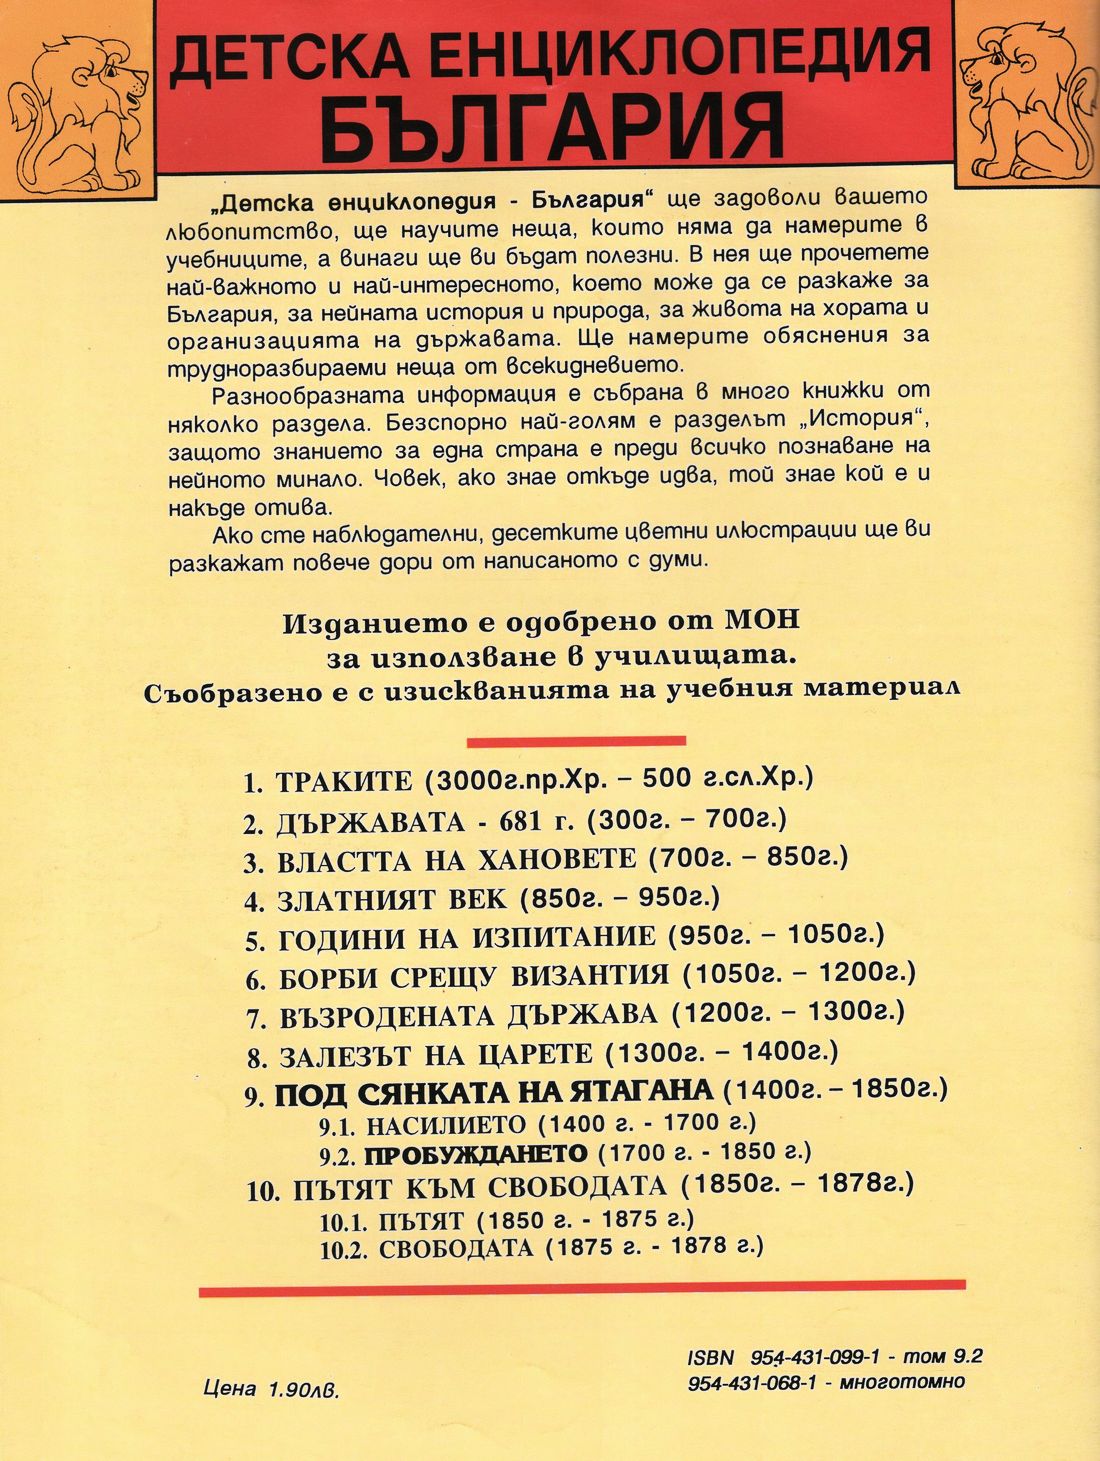 ДЕТСКА ЕНЦИКЛОПЕДИЯ
БЪЛГАРИЯ
„Детска енциклопедия - България“ ще задоволи вашето
любопитство, ще научите неща, които няма да намерите в
учебниците, а винаги ще ви бъдат полезни. В нея ще прочетете
най-важното и най-интересното, което може да се разкаже за
България, за нейната история и природа, за живота на хората и
организацията на държавата. Ще намерите обяснения за
трудноразбираеми неща от всекидневието.
Разнообразната информация е събрана в много книжки от
няколко раздела. Безспорно най-голям е разделът „История“,
защото знанието за една страна е преди всичко познаване на
нейното минало. Човек, ако знае откъде идва, той знае кой е и
накъде отива.
Ако сте наблюдателни, десетките цветни илюстрации ще ви
разкажат повече дори от написаното с думи.
Изданието е одобрено от МОН
за използване в училищата.
Съобразено е с изискванията на учебния материал
1. ТРАКИТЕ (3000г.пр.Хр. – 500 г.сл.Хр.)
2. ДЪРЖАВАТА - 681 г. (300г. – 700г.)
3. ВЛАСТТА НА ХАНОВЕТЕ (700г. – 850г.)
4. ЗЛАТНИЯТ ВЕК (850г. – 950г.)
5. ГОДИНИ НА ИЗПИТАНИЕ (950г. – 1050г.)
6. БОРБИ СРЕЩУ ВИЗАНТИЯ (1050г. – 1200г.)
7. ВЪЗРОДЕНАТА ДЪРЖАВА (1200г. – 1300г.)
8. ЗАЛЕЗЪТ НА ЦАРЕТЕ (1300г. – 1400г.)
9. ПОД СЯНКАТА НА ЯТАГАНА (1400г. – 1850г.)
9.1. НАСИЛИЕТО (1400 г. - 1700 г.)
9.2. ПРОБУЖДАНЕТО (1700 г. - 1850 г.)
10. ПЪТЯТ КЪМ СВОБОДАТА (1850г. – 1878г.)
10.1. ПЪТЯТ (1850 г. - 1875 г.)
10.2. СВОБОДАТА (1875 г. - 1878 г.)
ISBN 954-431-099-1 - том 9.2
Цена 1.90лв.
954-431-068-1 - многотомно